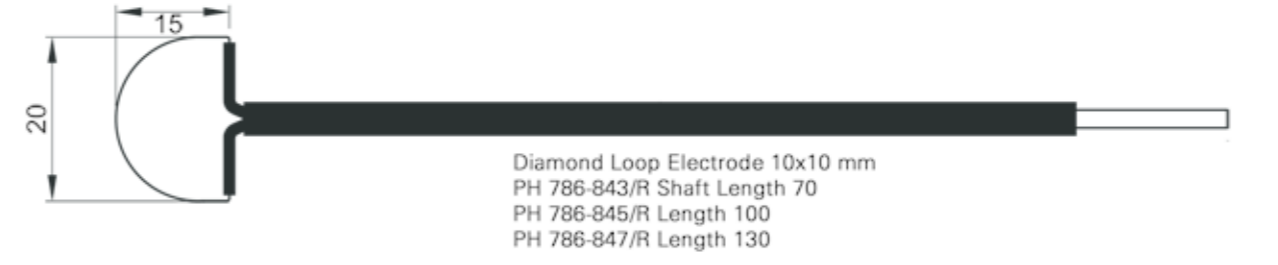 15
20
Diamond Loop Electrode 10x10 mm
PH 786-843/R Shaft Length 70
PH 786-845/R Length 100
PH 786-847/R Length 130